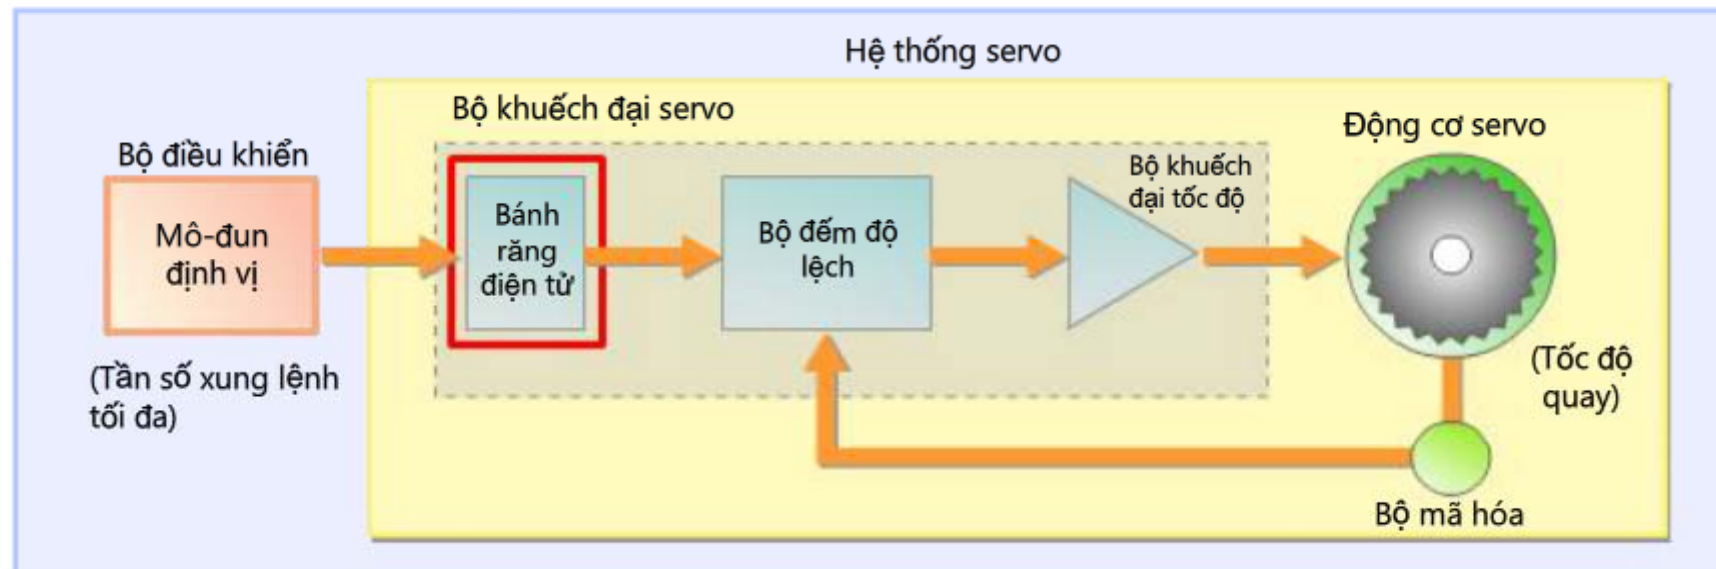 Hệ thống servo
Bộ khuếch đại servo
Động cơ servo
Bộ điều khiển
Bộ khuếch
đại tốc độ
Mô-đun
định vị
Bánh
răng
điện tử
Bộ đếm độ
lệch
(Tần số xung lệnh
tối đa)
(Tốc độ
quay)
Bộ mã hóa